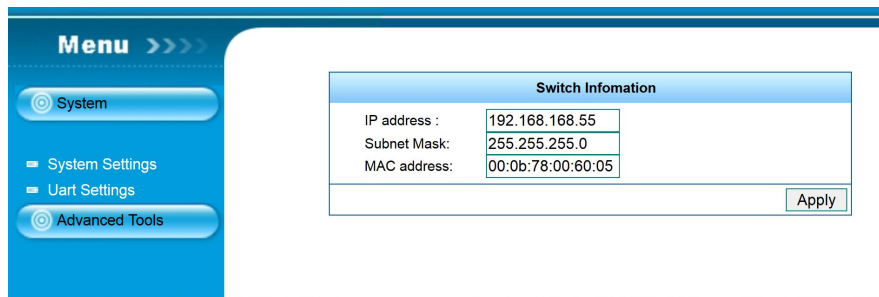 Menu >>>>
System
System Settings
Uart Settings
Advanced Tools
Switch Infomation
IP address : 192.168.168.55
Subnet Mask: 255.255.255.0
MAC address: 00:0b:78:00:60:05
Apply